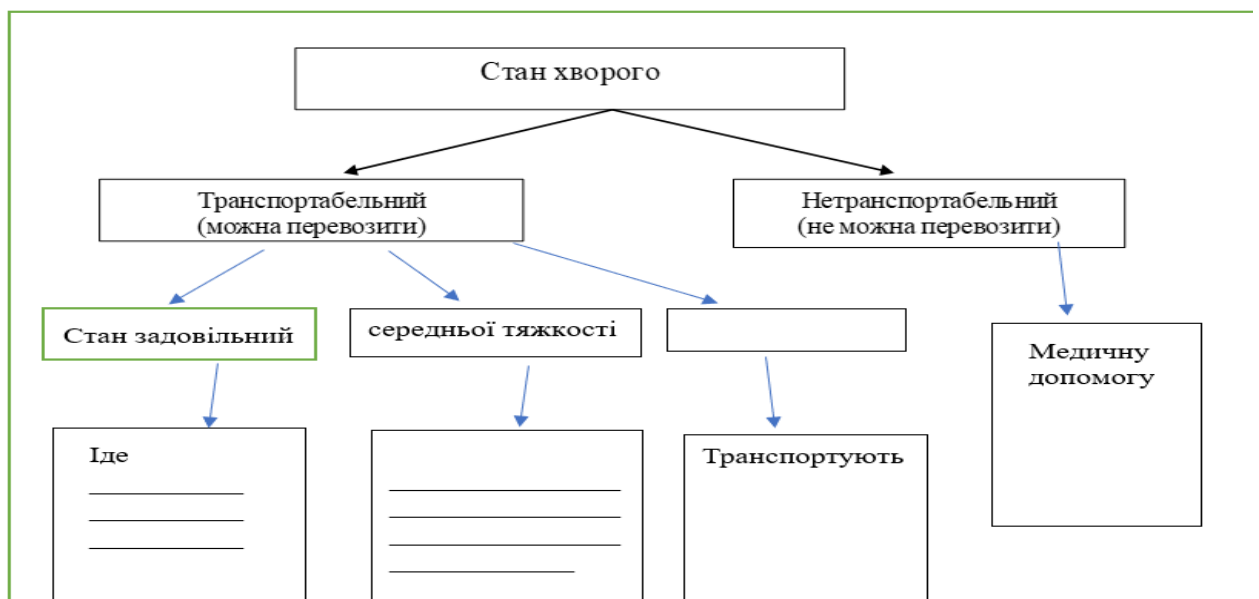 Стан хворого
Транспортабельний
(можна перевозити)
Нетранспортабельний
(не можна перевозити)
Стан задовільний
середньої тяжкості
Медичну
допомогу
Іде
Транспортують